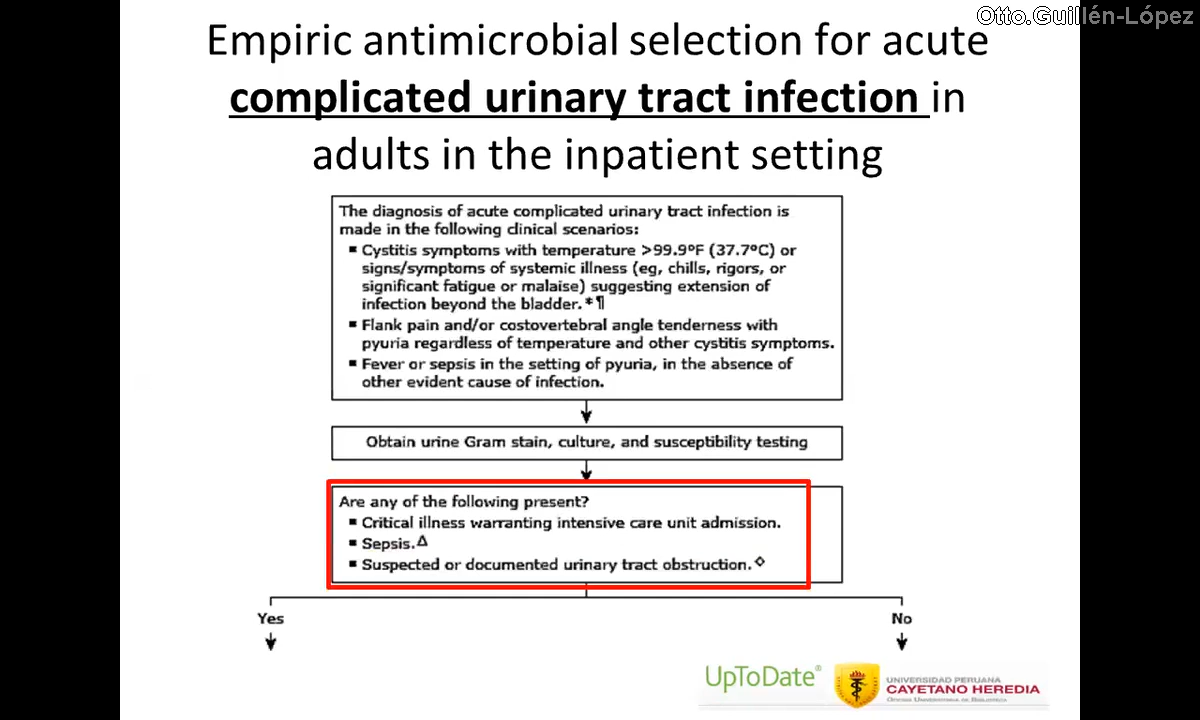 Otto.Guillén-López
Empiric antimicrobial selection for acute
complicated urinary tract infection in
adults in the inpatient setting
The diagnosis of acute complicated urinary tract infection is
made in the following clinical scenarios:
▪ Cystitis symptoms with temperature >99.9°F (37.7°C) or
signs/symptoms of systemic illness (eg, chills, rigors, or
significant fatigue or malaise) suggesting extension of
infection beyond the bladder.*¶
▪ Flank pain and/or costovertebral angle tenderness with
pyuria regardless of temperature and other cystitis symptoms.
▪ Fever or sepsis in the setting of pyuria, in the absence of
other evident cause of infection.
Obtain urine Gram stain, culture, and susceptibility testing
Are any of the following present?
▪ Critical illness warranting intensive care unit admission.
▪ Sepsis.Δ
▪ Suspected or documented urinary tract obstruction.◇
Yes
No
UpToDate®
UNIVERSIDAD PERUANA
CAYETANO HEREDIA
OFICINA UNIVERSITARIA DE BIBLIOTECA